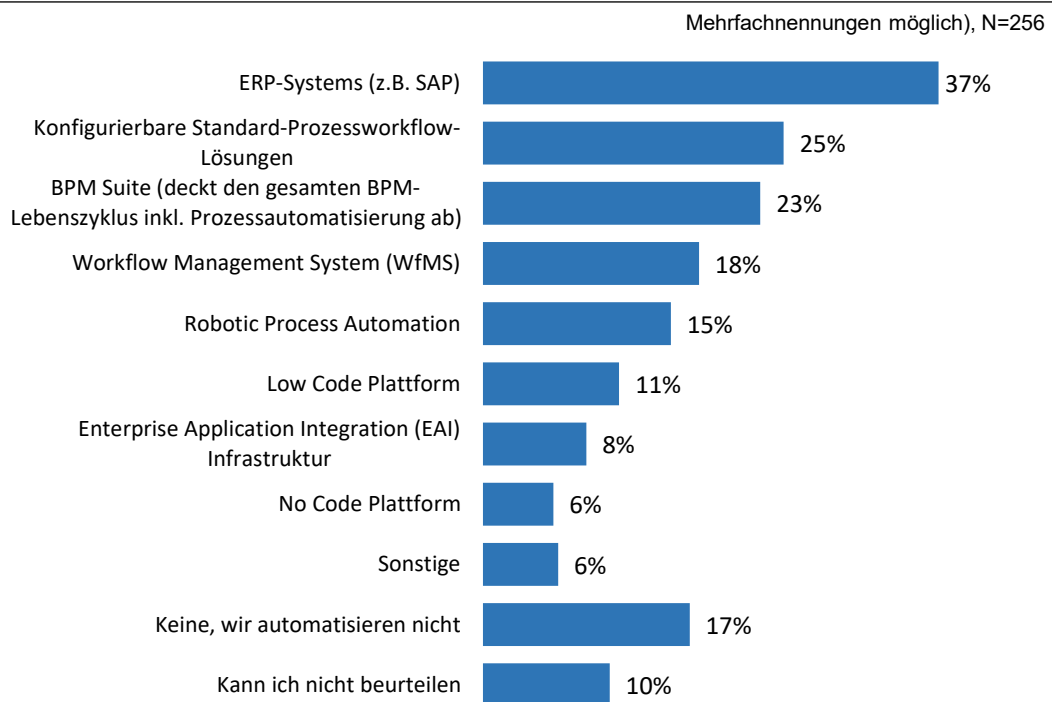 Mehrfachnennungen möglich), N=256
ERP-Systems (z.B. SAP)
37%
Konfigurierbare Standard-Prozessworkflow-
Lösungen
25%
BPM Suite (deckt den gesamten BPM-
Lebenszyklus inkl. Prozessautomatisierung ab)
23%
Workflow Management System (WfMS)
18%
Robotic Process Automation
15%
Low Code Plattform
11%
Enterprise Application Integration (EAI)
Infrastruktur
8%
No Code Plattform
6%
Sonstige
6%
Keine, wir automatisieren nicht
17%
Kann ich nicht beurteilen
10%